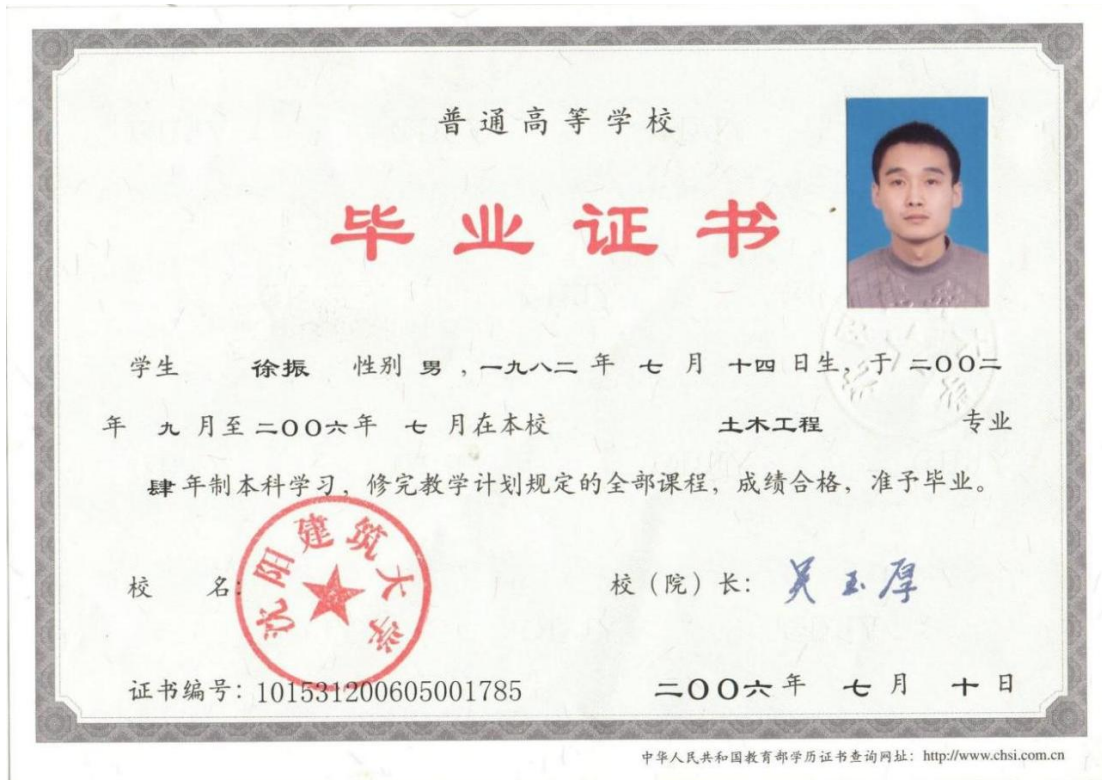 普通高等学校
毕业证书
学生 徐振 性别 男 ,一九八二 年 七 月 十四 日生, 于 二〇〇二
年 九 月至 二〇〇六 年 七 月在本校 土木工程 专业
肆 年制本科学习, 修完教学计划规定的全部课程, 成绩合格, 准予毕业。
沈阳建筑大学
校 名: 校（院）长: 吴玉厚
证书编号: 101531200605001785 二〇〇六 年 七 月 十 日
中华人民共和国教育部学历证书查询网址: http://www.chsi.com.cn